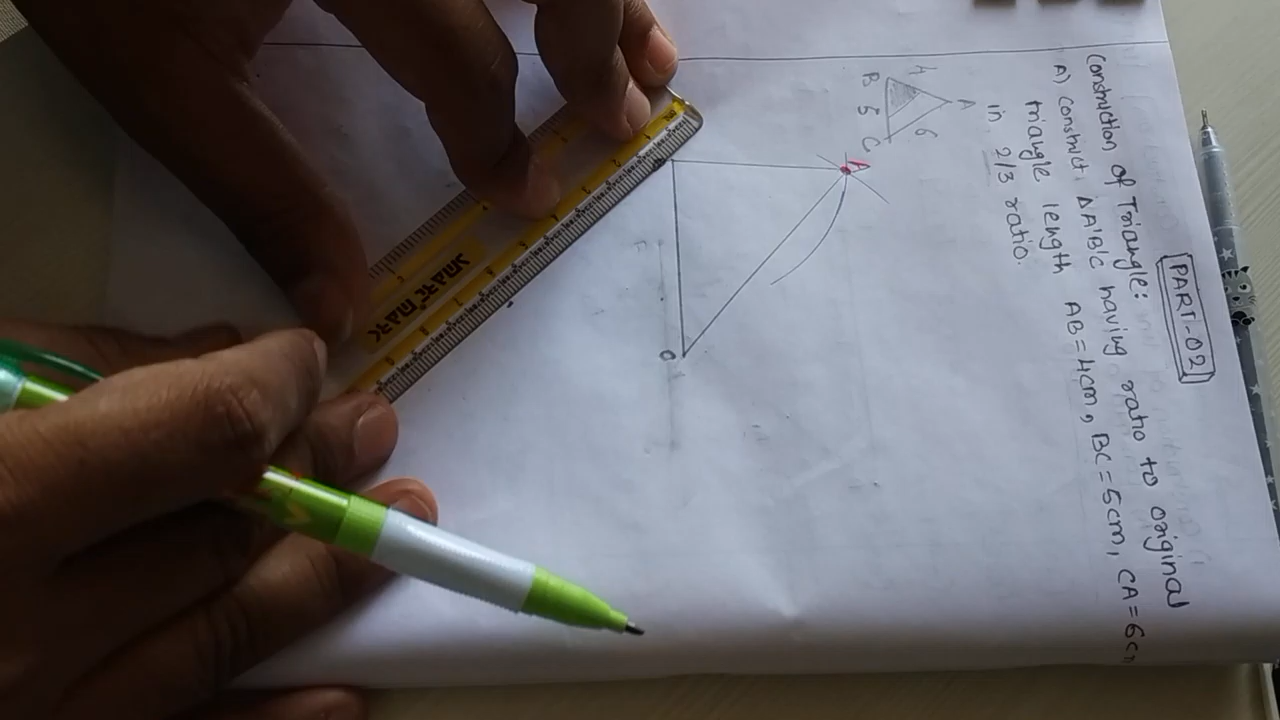 PART-02
Construction of Triangle:
A) Construct ΔA'B'C' having ratio to original
triangle length AB=4cm, BC=5cm, CA=6c
in 2/3 ratio.
A
4 6
B 5 C
A
C